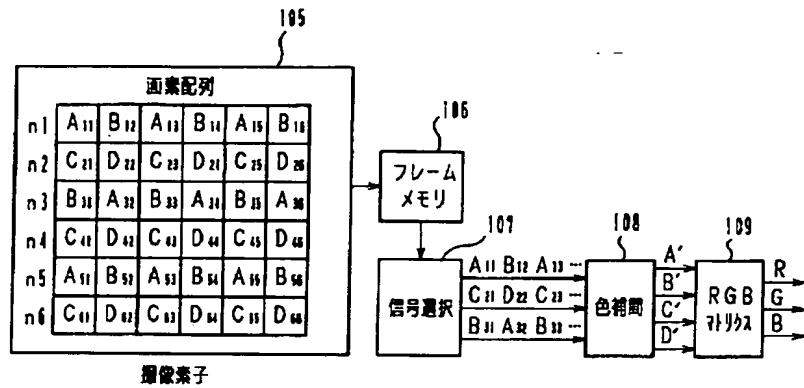 105
画素配列
n1 A11 B12 A13 B14 A15 B16
n2 C21 D22 C23 D24 C25 D26
n3 B31 A32 B33 A34 B35 A36
n4 C41 D42 C43 D44 C45 D46
n5 A51 B52 A53 B54 A55 B56
n6 C61 D62 C63 D64 C65 D66
撮像素子
106
フレーム
メモリ
107
信号選択
A11 B12 A13 …
C21 D22 C23 …
B31 A32 B33 …
108
色補間
A′
B′
C′
D′
109
RGB
マトリクス
R
G
B